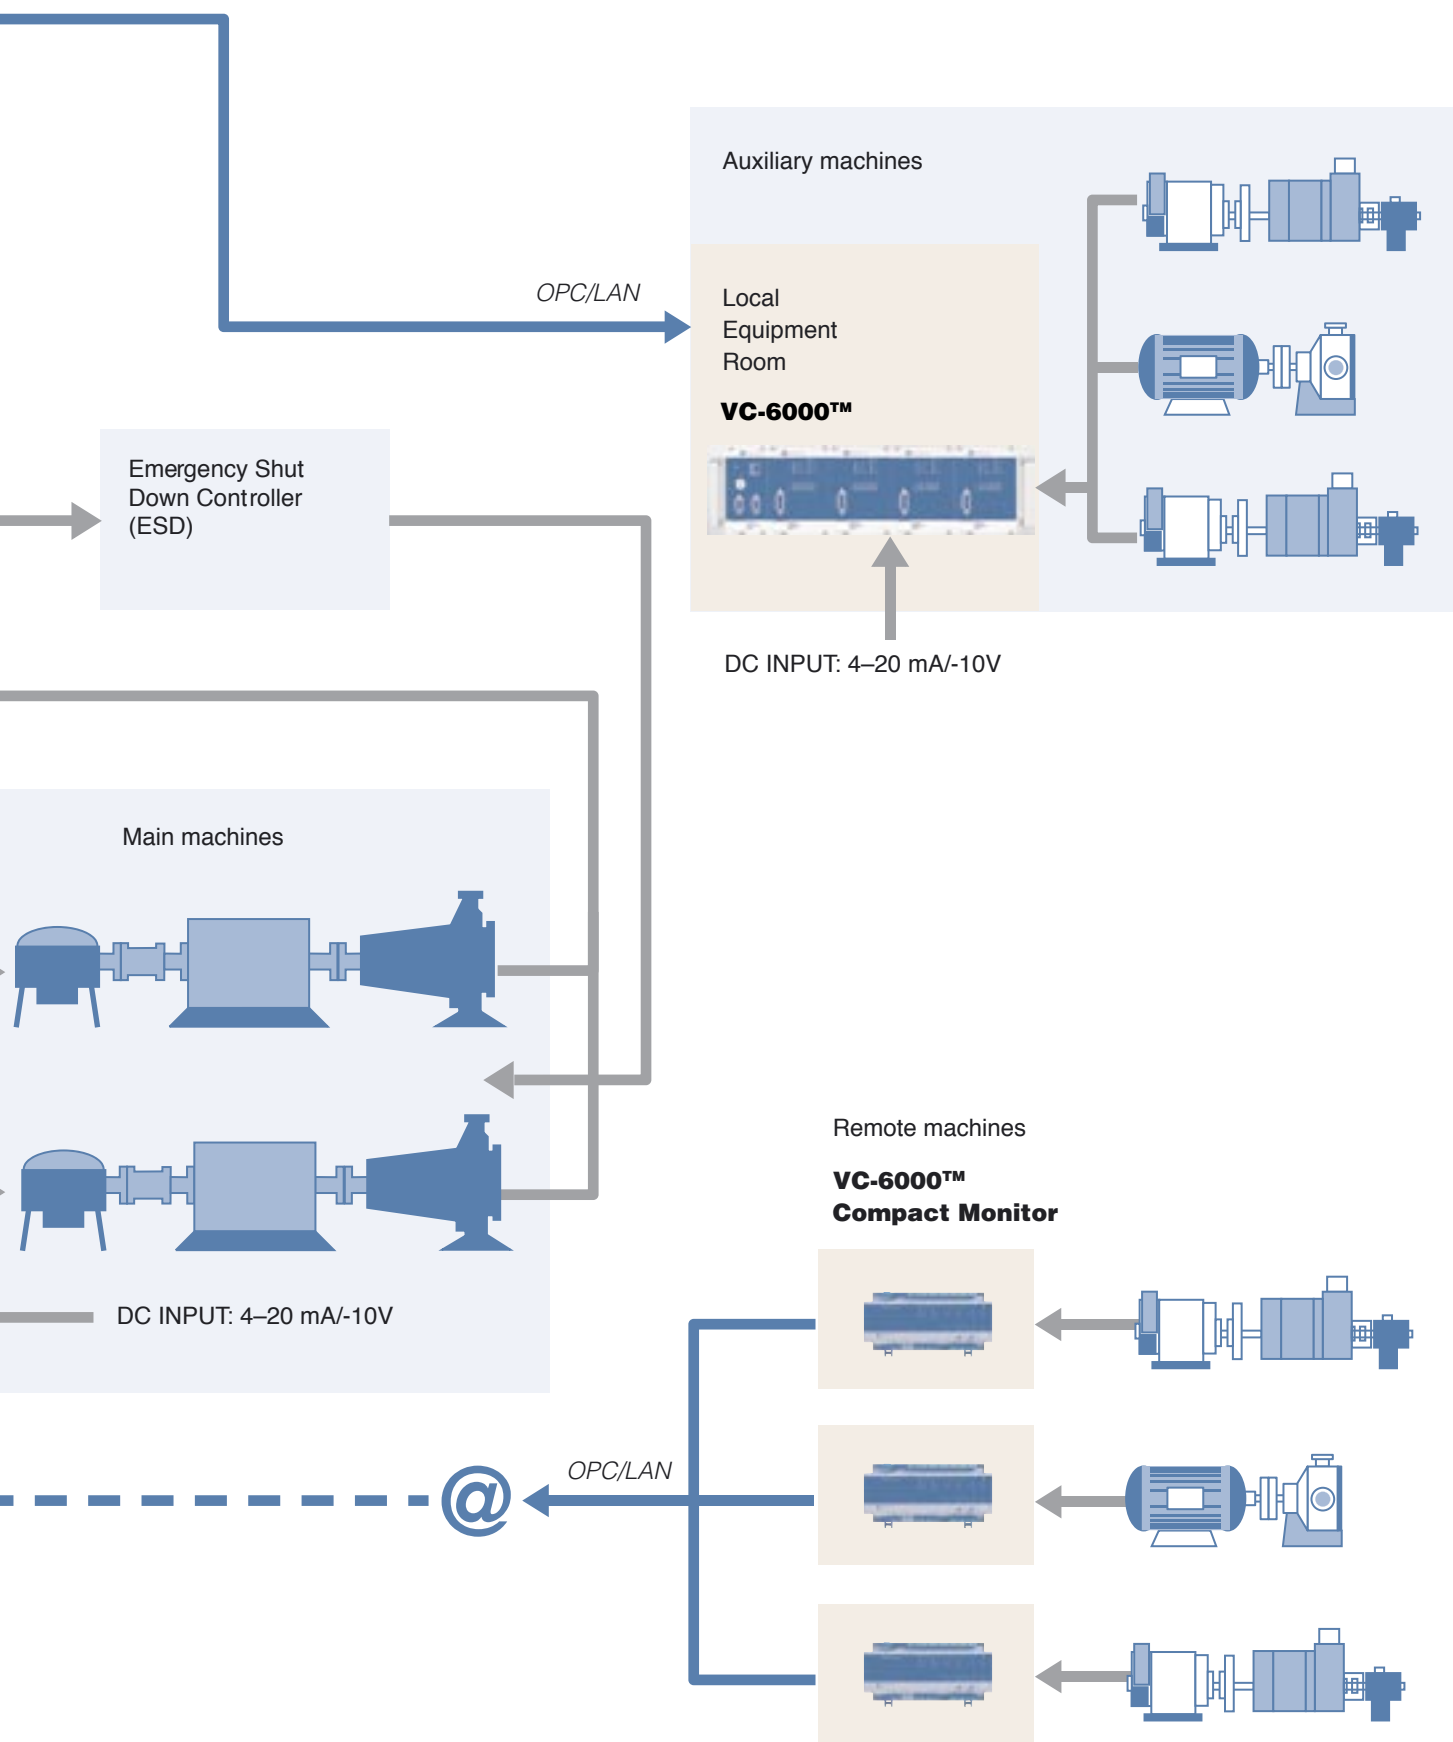 Auxiliary machines
OPC/LAN
Local
Equipment
Room
VC-6000™
Emergency Shut
Down Controller
(ESD)
DC INPUT: 4–20 mA/-10V
Main machines
Remote machines
VC-6000™
Compact Monitor
DC INPUT: 4–20 mA/-10V
OPC/LAN
@